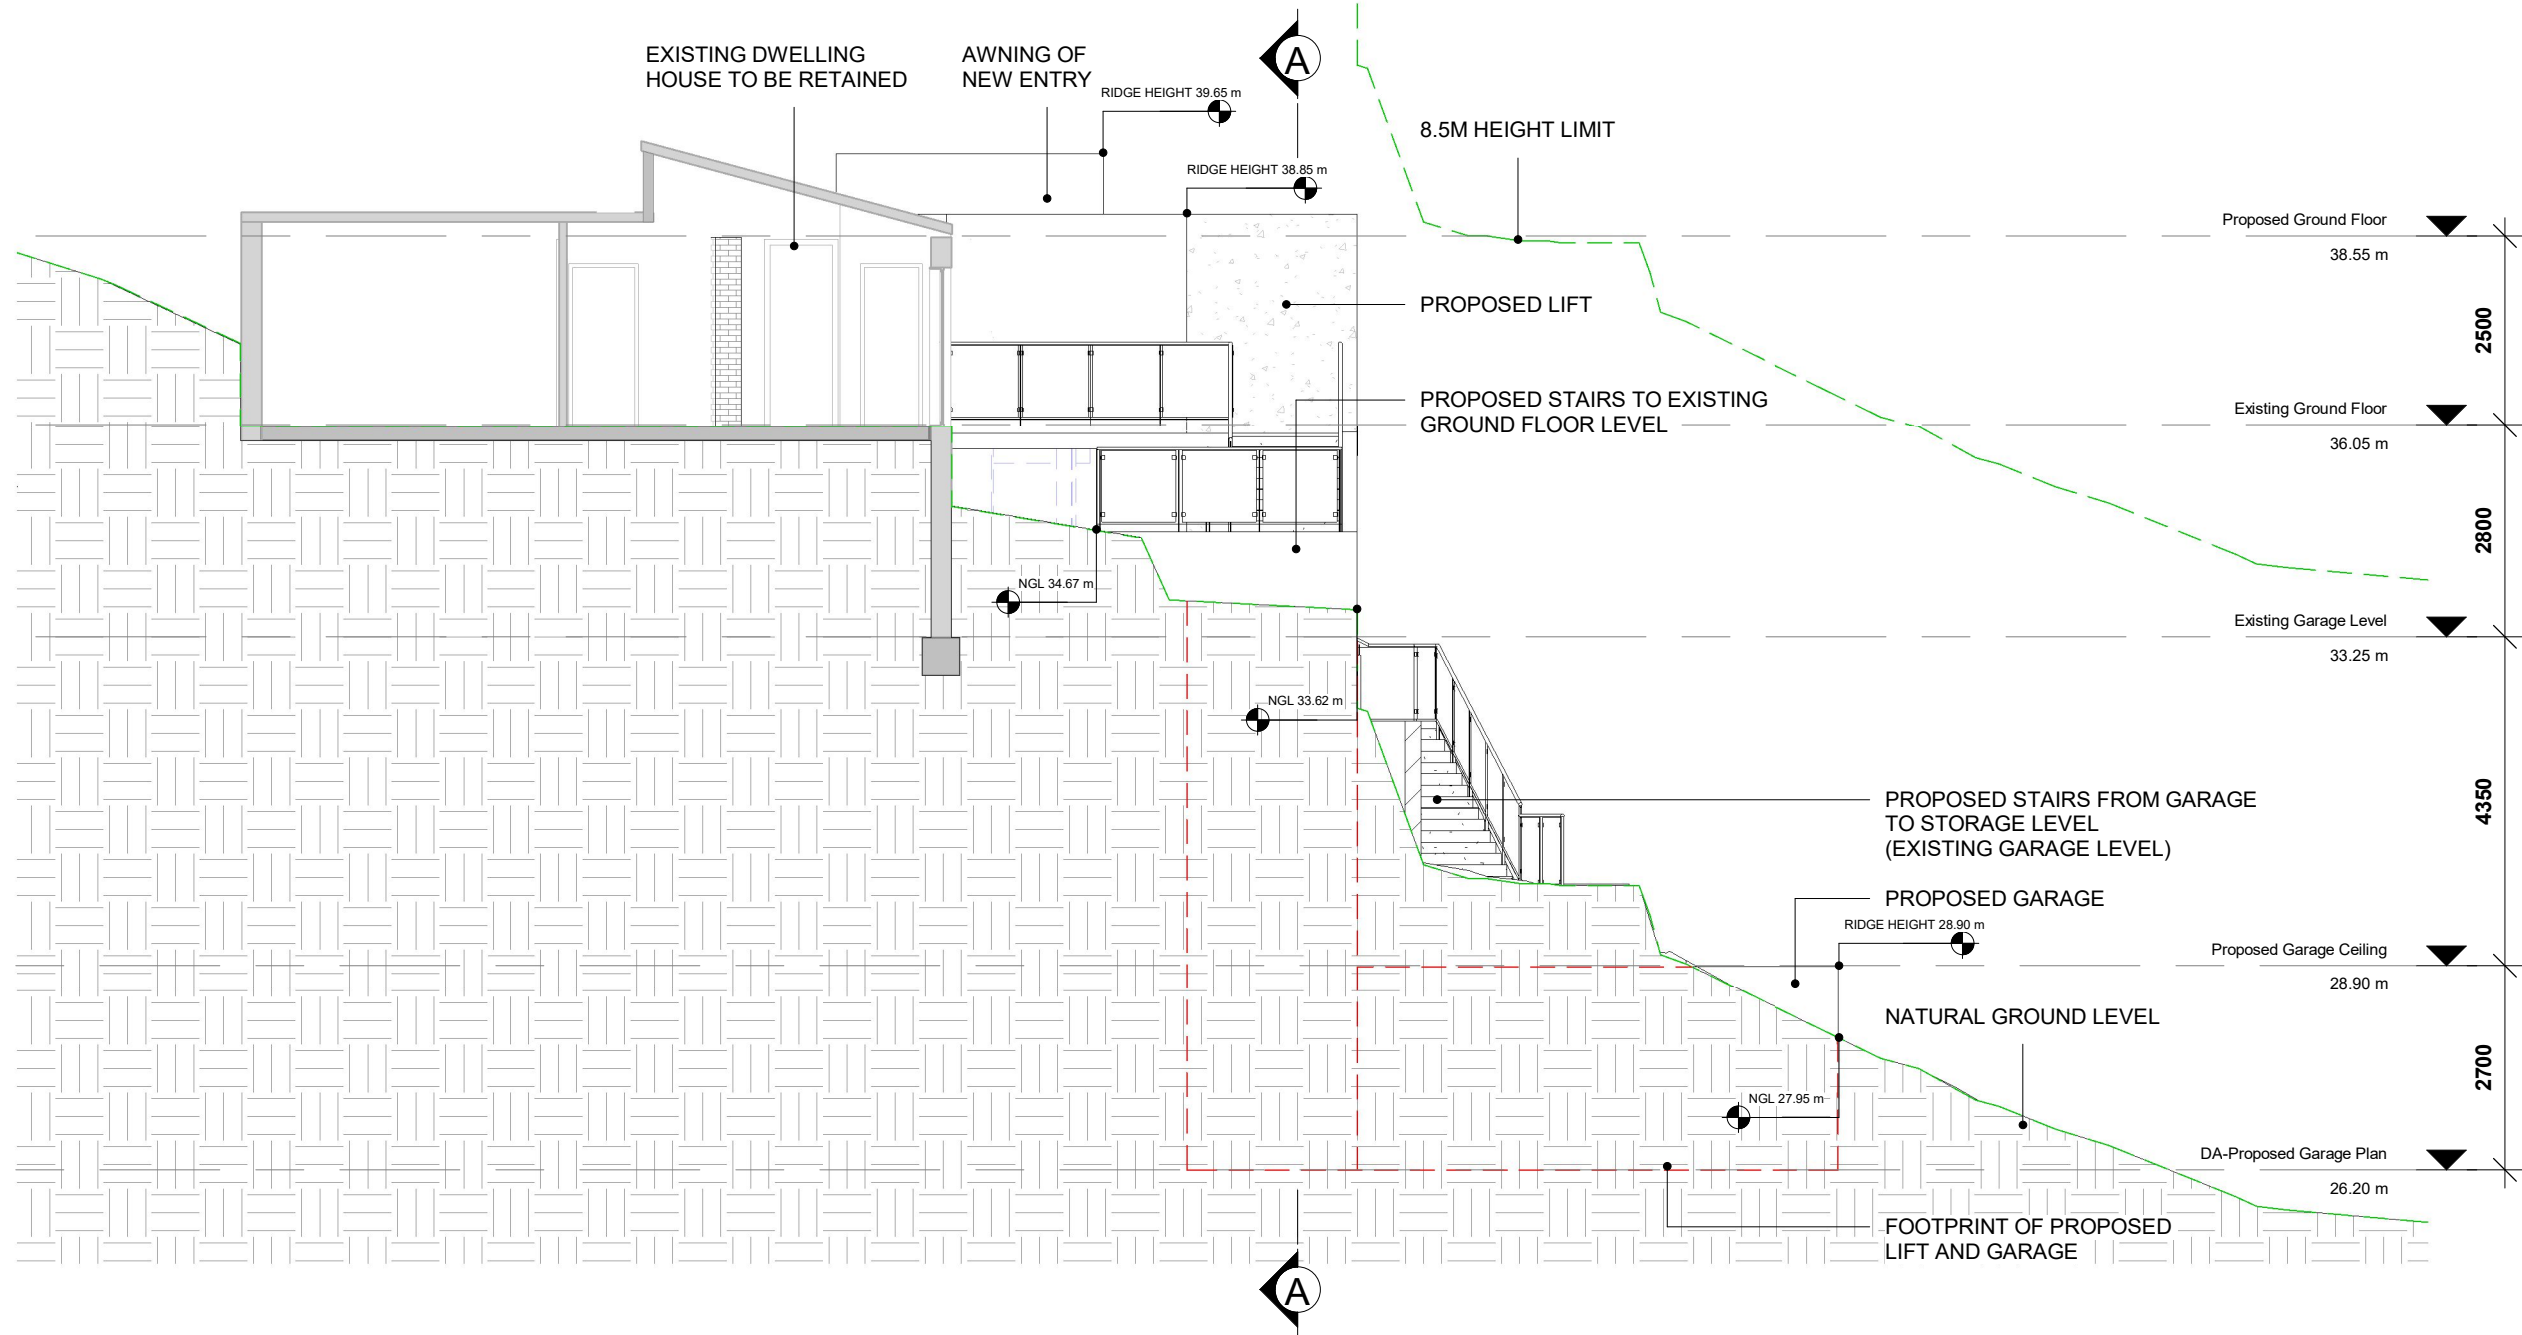 EXISTING DWELLING
HOUSE TO BE RETAINED
AWNING OF
NEW ENTRY
A
RIDGE HEIGHT 39.65 m
8.5M HEIGHT LIMIT
RIDGE HEIGHT 38.85 m
Proposed Ground Floor
38.55 m
PROPOSED LIFT
2500
PROPOSED STAIRS TO EXISTING
GROUND FLOOR LEVEL
Existing Ground Floor
36.05 m
2800
NGL 34.67 m
Existing Garage Level
33.25 m
NGL 33.62 m
4350
PROPOSED STAIRS FROM GARAGE
TO STORAGE LEVEL
(EXISTING GARAGE LEVEL)
PROPOSED GARAGE
RIDGE HEIGHT 28.90 m
Proposed Garage Ceiling
28.90 m
NATURAL GROUND LEVEL
2700
NGL 27.95 m
DA-Proposed Garage Plan
26.20 m
FOOTPRINT OF PROPOSED
LIFT AND GARAGE
A